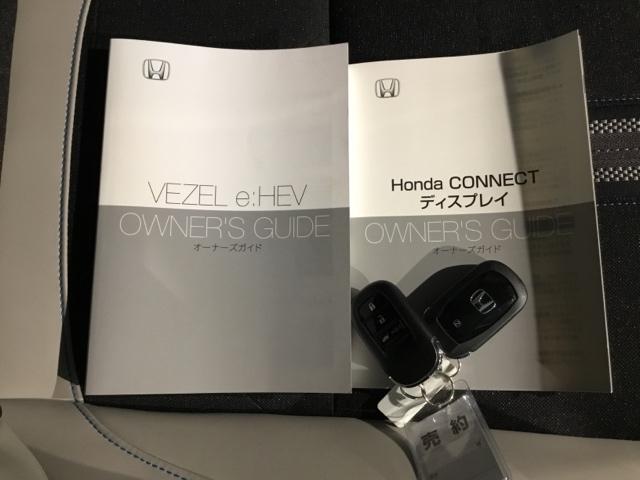 VEZEL e:HEV
OWNER'S GUIDE
オーナーズガイド
Honda CONNECT
ディスプレイ
OWNER'S GUIDE
オーナーズガイド
売約